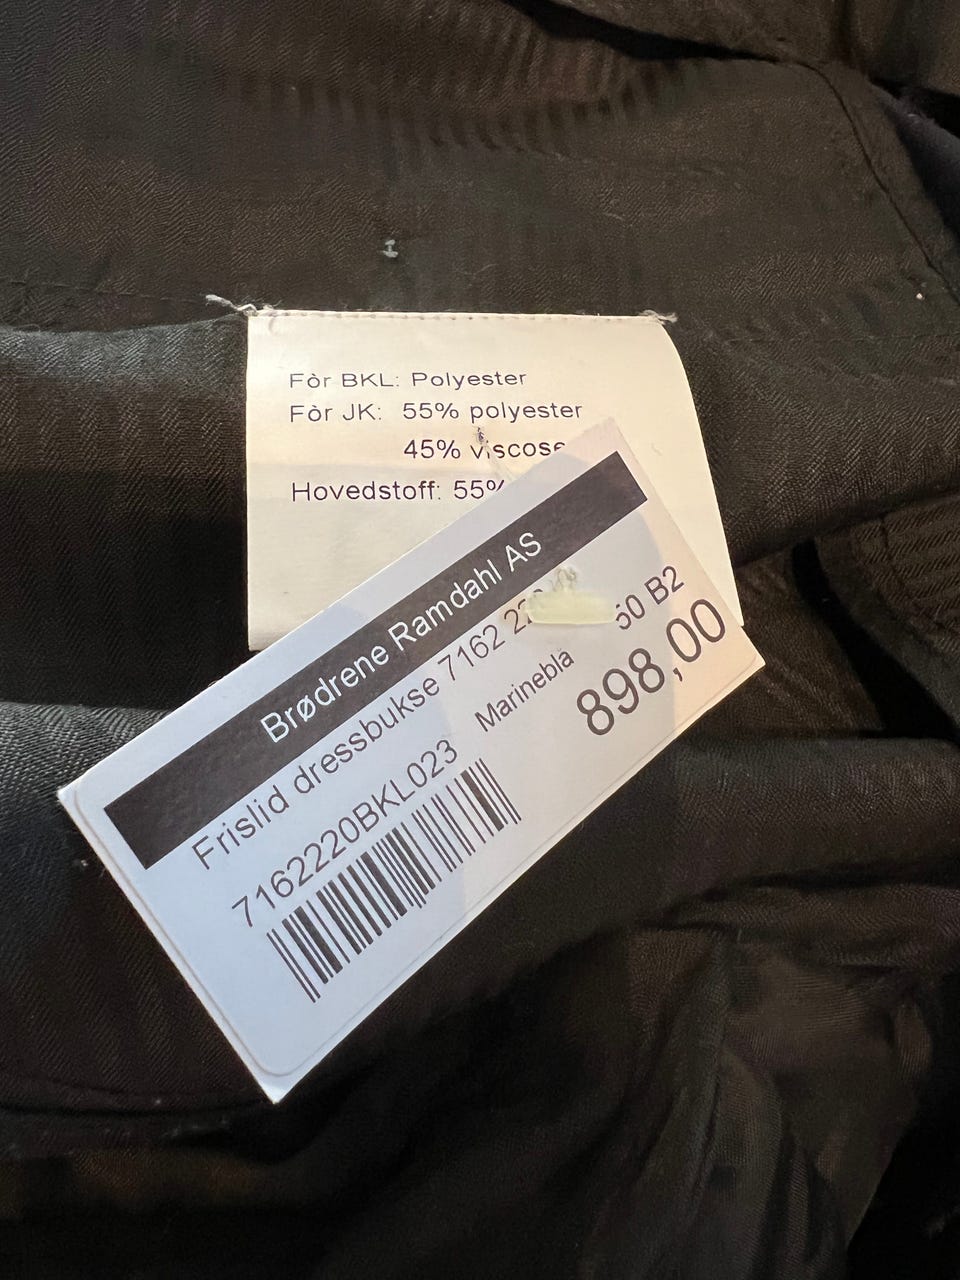 Fòr BKL: Polyester
Fòr JK: 55% polyester
45% viscose
Hovedstoff: 55%
Brødrene Ramdahl AS
Frislid dressbukse 7162
7162220BKL023 Marinebla 50 B2
898,00